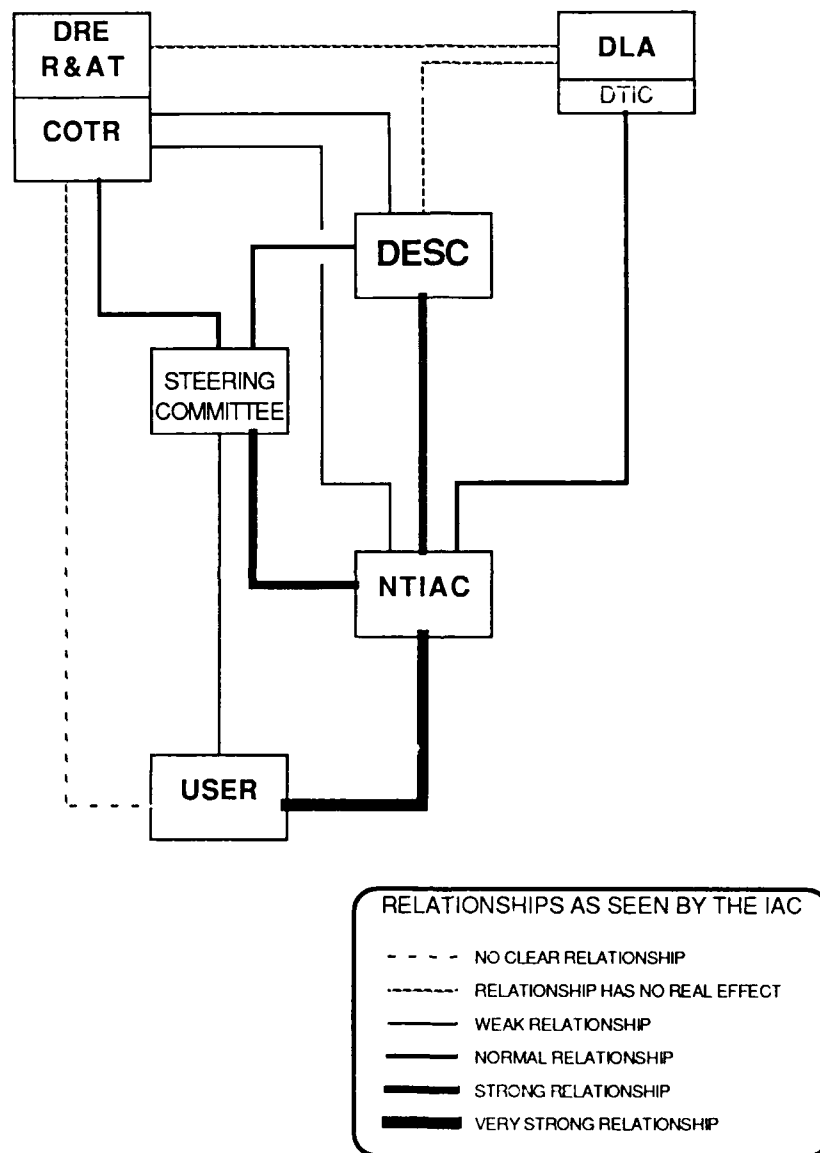 DRE
R&AT
COTR
DLA
DTIC
DESC
STEERING
COMMITTEE
NTIAC
USER
RELATIONSHIPS AS SEEN BY THE IAC
NO CLEAR RELATIONSHIP
RELATIONSHIP HAS NO REAL EFFECT
WEAK RELATIONSHIP
NORMAL RELATIONSHIP
STRONG RELATIONSHIP
VERY STRONG RELATIONSHIP